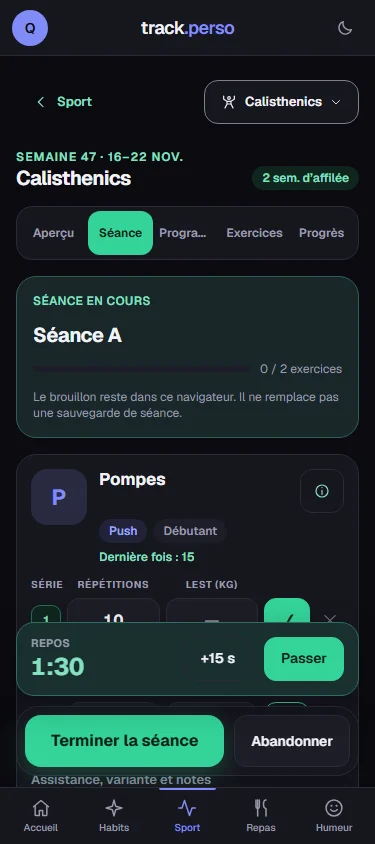 Q
track.perso
Sport
Calisthenics
SEMAINE 47 · 16–22 NOV.
Calisthenics
2 sem. d'affilée
Aperçu
Séance
Progra…
Exercices
Progrès
SÉANCE EN COURS
Séance A
0 / 2 exercices
Le brouillon reste dans ce navigateur. Il ne remplace pas
une sauvegarde de séance.
P
Pompes
Push
Débutant
Dernière fois : 15
SÉRIE
RÉPÉTITIONS
LEST (KG)
1
10
—
REPOS
1:30
+15 s
Passer
Terminer la séance
Abandonner
Assistance, variante et notes
Accueil
Habits
Sport
Repas
Humeur